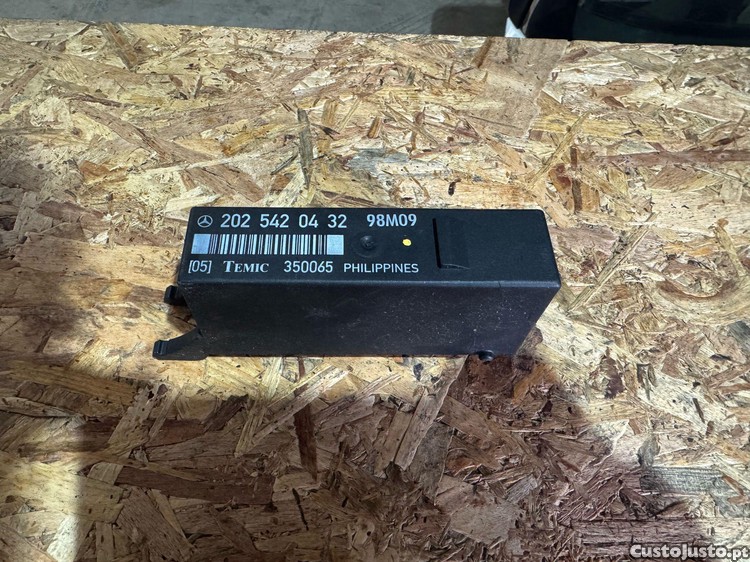 202 542 04 32 98M09
[05] TEMIC 350065 PHILIPPINES
CustoJusto.pt